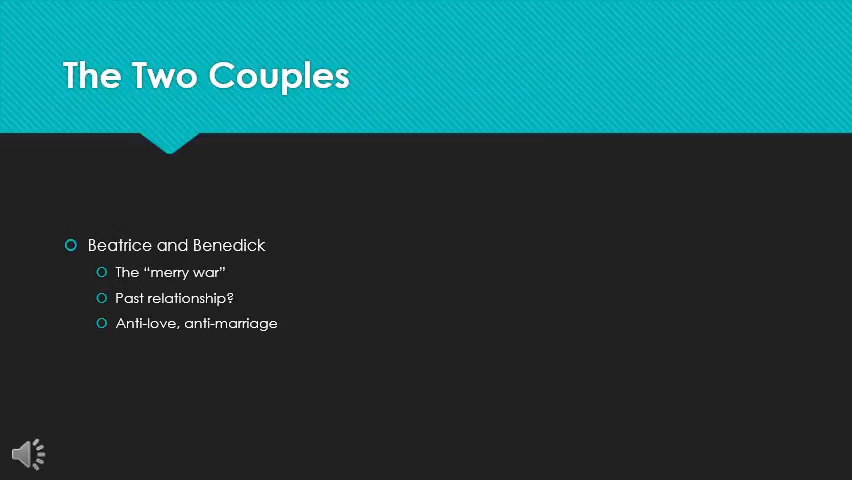 The Two Couples
Beatrice and Benedick
The “merry war”
Past relationship?
Anti-love, anti-marriage